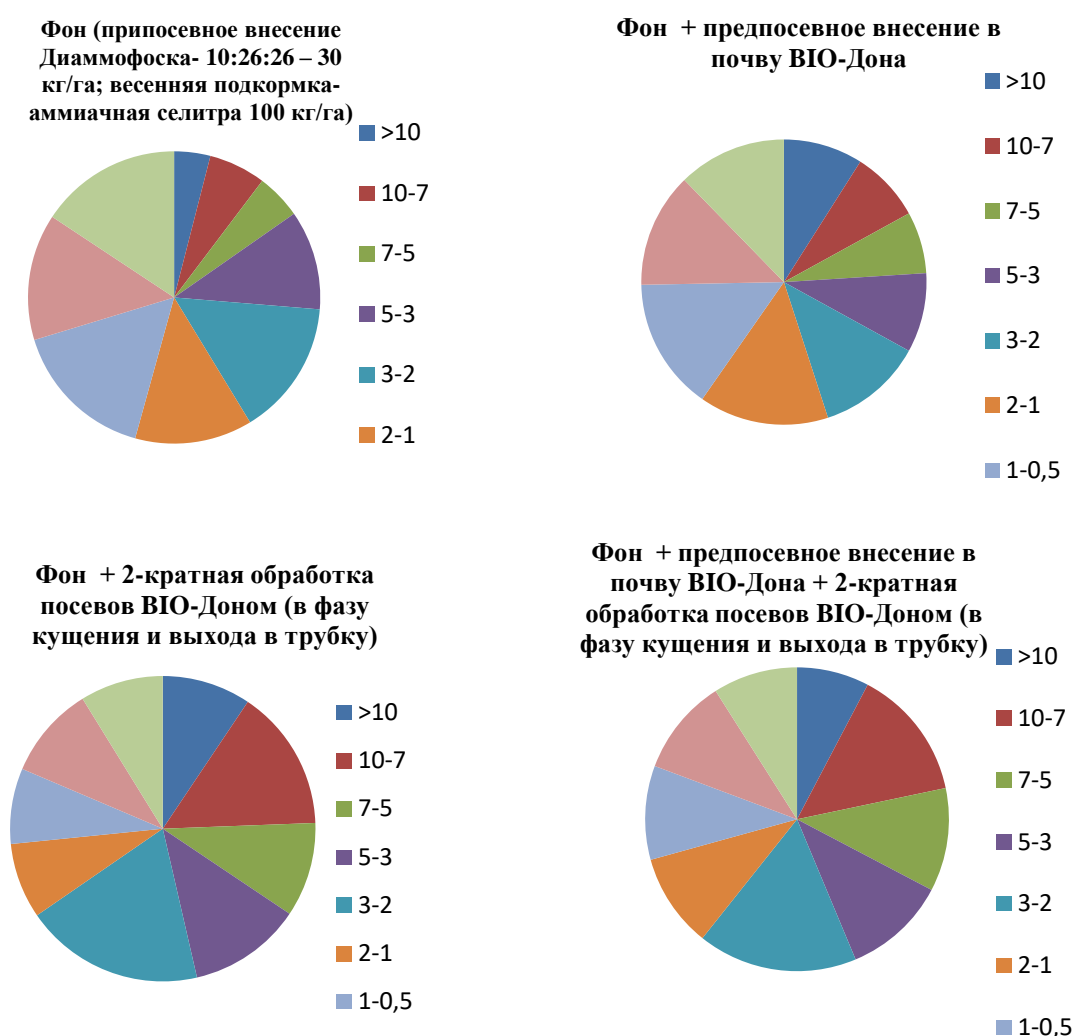 Фон (припосевное внесение
Диаммофоска- 10:26:26 – 30
кг/га; весенняя подкормка-
аммиачная селитра 100 кг/га)
>10
10-7
7-5
5-3
3-2
2-1
Фон + предпосевное внесение в
почву BIO-Дона
>10
10-7
7-5
5-3
3-2
2-1
1-0,5
Фон + 2-кратная обработка
посевов BIO-Доном (в фазу
кущения и выхода в трубку)
>10
10-7
7-5
5-3
3-2
2-1
1-0,5
Фон + предпосевное внесение в
почву BIO-Дона + 2-кратная
обработка посевов BIO-Доном (в
фазу кущения и выхода в трубку)
>10
10-7
7-5
5-3
3-2
2-1
1-0,5